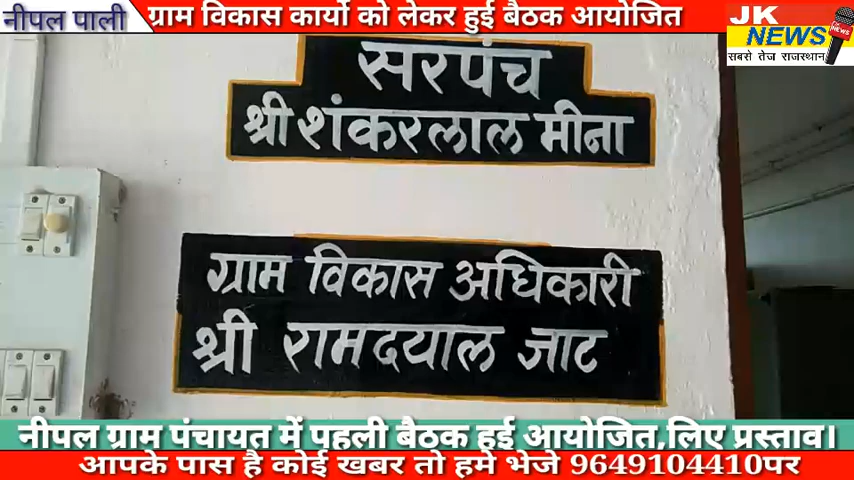 नीपल पाली
ग्राम विकास कार्यो को लेकर हुई बैठक आयोजित
JK
NEWS
NEWS
सबसे तेज राजस्थान
सरपंच
श्री शंकरलाल मीना
ग्राम विकास अधिकारी
श्री रामदयाल जाट
नीपल ग्राम पंचायत में पहली बैठक हुई आयोजित,लिए प्रस्ताव।
आपके पास है कोई खबर तो हमे भेजे 9649104410पर